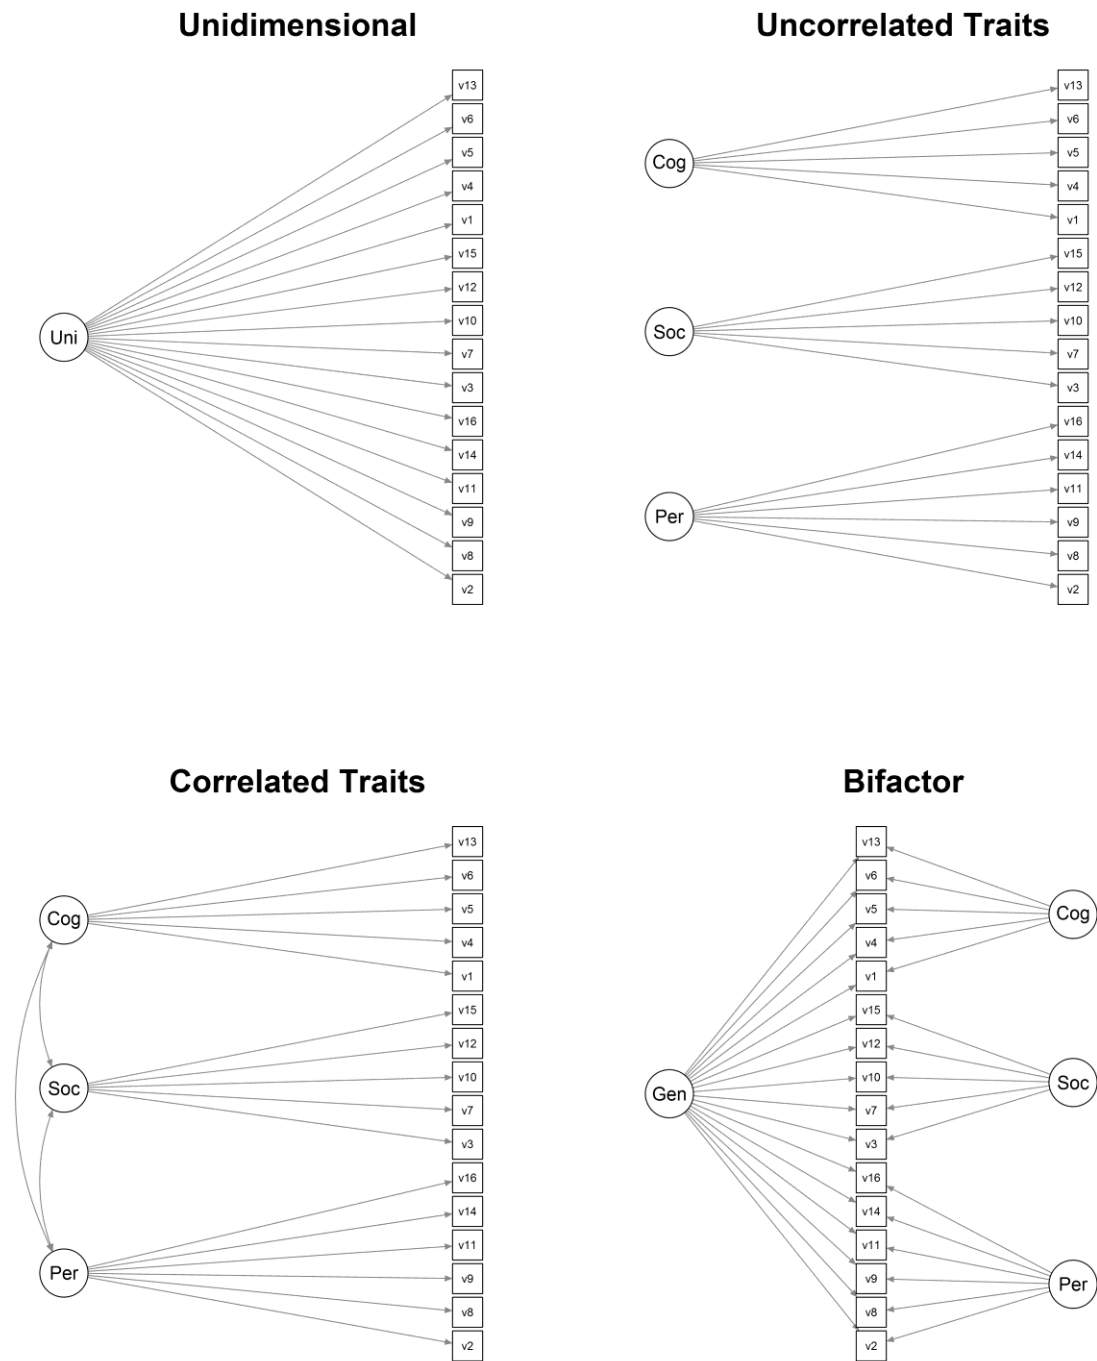 Unidimensional
v13
v6
v5
v4
v1
v15
v12
v10
v7
v3
v16
v14
v11
v9
v8
v2
Uni
Uncorrelated Traits
Cog
Soc
Per
v13
v6
v5
v4
v1
v15
v12
v10
v7
v3
v16
v14
v11
v9
v8
v2
Correlated Traits
Cog
Soc
Per
v13
v6
v5
v4
v1
v15
v12
v10
v7
v3
v16
v14
v11
v9
v8
v2
Bifactor
Gen
v13
v6
v5
v4
v1
v15
v12
v10
v7
v3
v16
v14
v11
v9
v8
v2
Cog
Soc
Per